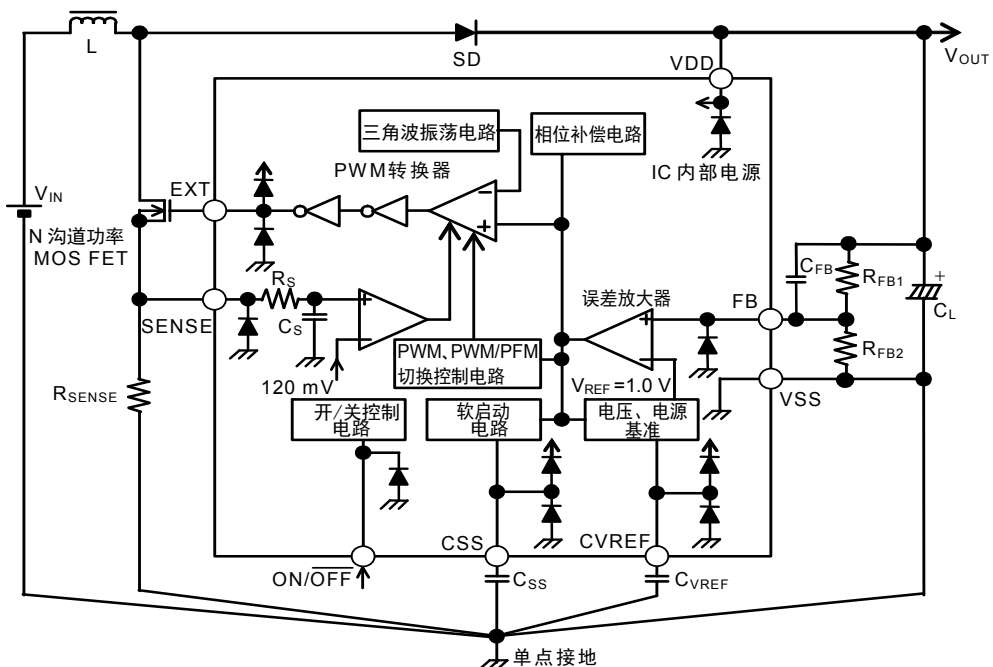 L
SD
VOUT
VDD
三角波振荡电路
相位补偿电路
PWM转换器
IC 内部电源
VIN
EXT
N 沟道功率
MOS FET
RS
CS
SENSE
120 mV
误差放大器
FB
CFB
RFB1
+
CL
RFB2
PWM、PWM/PFM
切换控制电路
VREF=1.0 V
VSS
RSENSE
开/关控制
电路
软启动
电路
电压、电源
基准
CSS
CVREF
ON/OFF
CSS
CVREF
单点接地